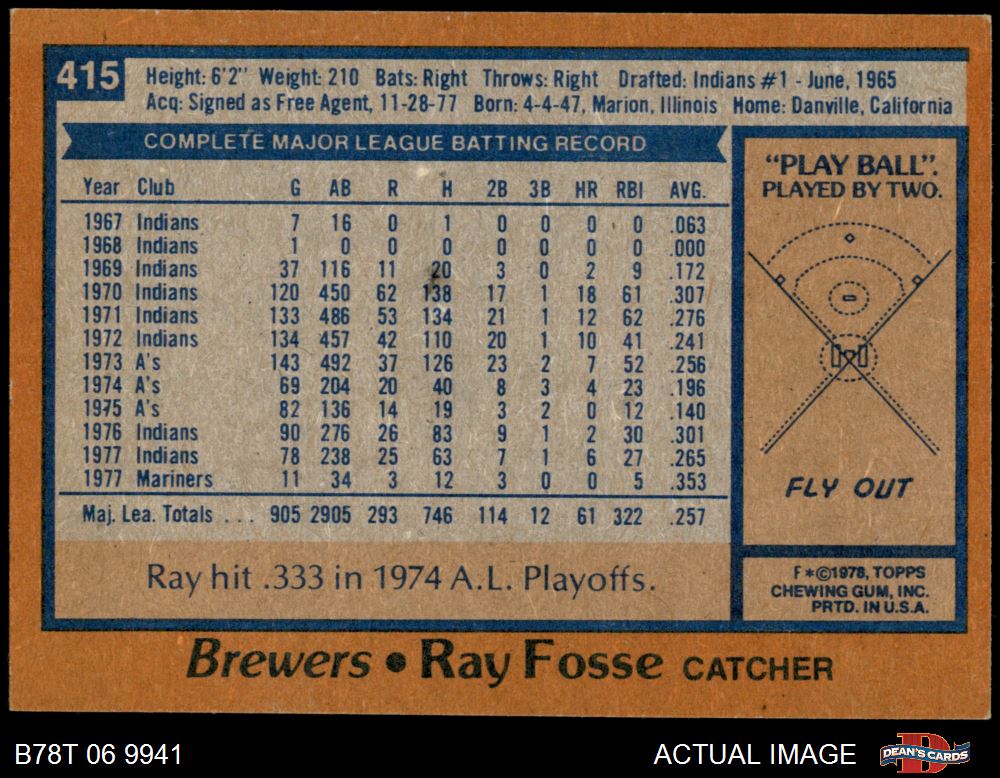 415
Height: 6'2" Weight: 210 Bats: Right Throws: Right Drafted: Indians #1 - June, 1965
Acq: Signed as Free Agent, 11-28-77 Born: 4-4-47, Marion, Illinois Home: Danville, California
COMPLETE MAJOR LEAGUE BATTING RECORD
Year Club G AB R H 2B 3B HR RBI AVG.
1967 Indians 7 16 0 1 0 0 0 0 .063
1968 Indians 1 0 0 0 0 0 0 0 .000
1969 Indians 37 116 11 20 3 0 2 9 .172
1970 Indians 120 450 62 138 17 1 18 61 .307
1971 Indians 133 486 53 134 21 1 12 62 .276
1972 Indians 134 457 42 110 20 1 10 41 .241
1973 A's 143 492 37 126 23 2 7 52 .256
1974 A's 69 204 20 40 8 3 4 23 .196
1975 A's 82 136 14 19 3 2 0 12 .140
1976 Indians 90 276 26 83 9 1 2 30 .301
1977 Indians 78 238 25 63 7 1 6 27 .265
1977 Mariners 11 34 3 12 3 0 0 5 .353
Maj. Lea. Totals . . . 905 2905 293 746 114 12 61 322 .257
Ray hit .333 in 1974 A.L. Playoffs.
"PLAY BALL".
PLAYED BY TWO.
FLY OUT
F*©1978, TOPPS
CHEWING GUM, INC.
PRTD. IN U.S.A.
Brewers • Ray Fosse CATCHER
B78T 06 9941
ACTUAL IMAGE
DEAN'S CARDS